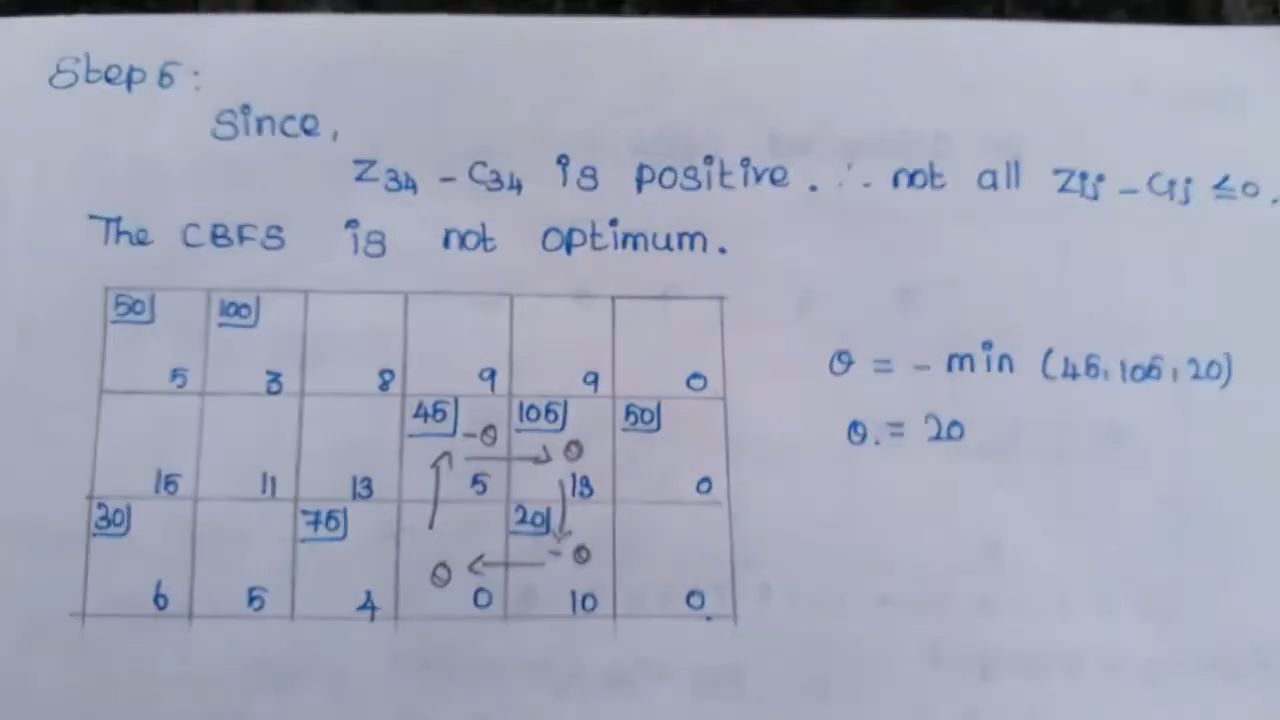 Step 5:
Since,
Z34 - C34 is positive. ∴ not all Zij - Cij ≤0.
The CBFS is not optimum.
50 100
5 3 8 9 9 0
45 -θ 105 θ 50
15 11 13 5 13 0
30 75 20 -θ
θ
6 5 4 0 10 0
θ = - min (45, 105, 20)
θ = 20